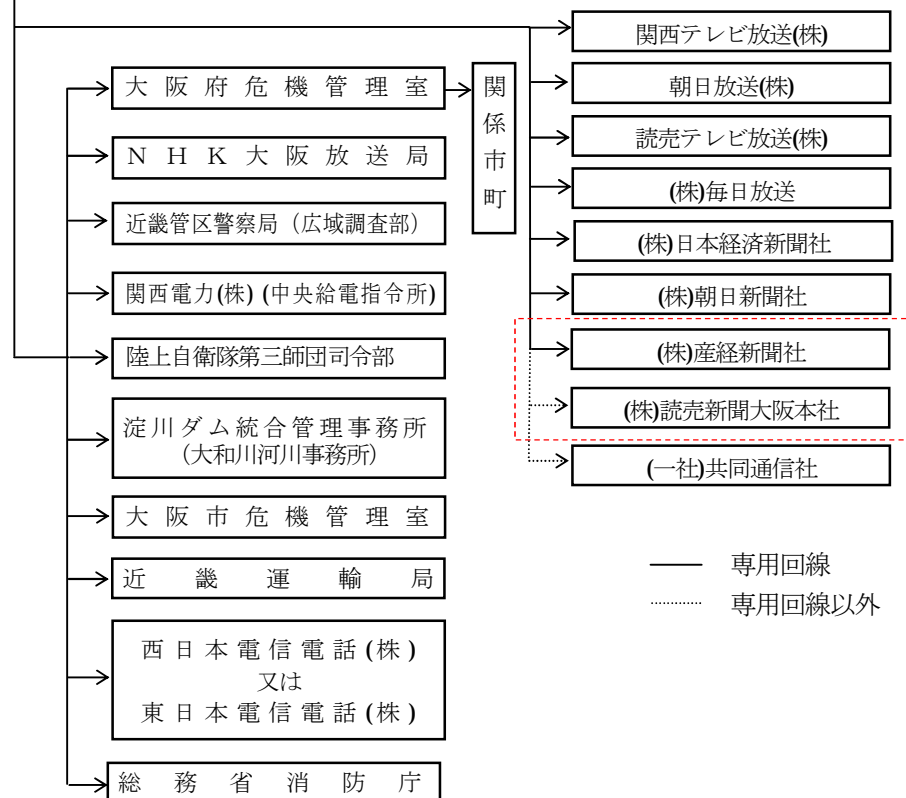 大阪府危機管理室
NHK大阪放送局
近畿管区警察局（広域調査部）
関西電力(株)(中央給電指令所)
陸上自衛隊第三師団司令部
淀川ダム統合管理事務所
（大和川河川事務所）
大阪市危機管理室
近畿運輸局
西日本電信電話(株)
又は
東日本電信電話(株)
総務省消防庁
関係市町
関西テレビ放送(株)
朝日放送(株)
読売テレビ放送(株)
(株)毎日放送
(株)日本経済新聞社
(株)朝日新聞社
(株)産経新聞社
(株)読売新聞大阪本社
(一社)共同通信社
専用回線
専用回線以外